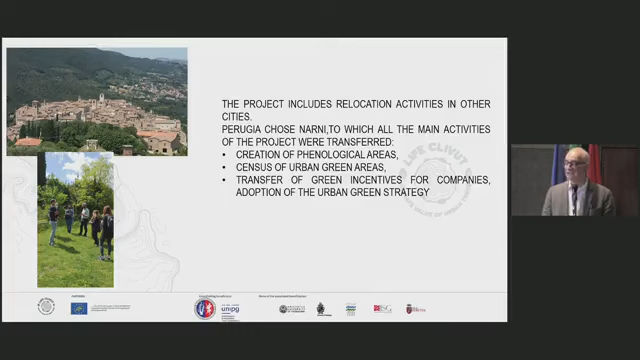 THE PROJECT INCLUDES RELOCATION ACTIVITIES IN OTHER
CITIES.
PERUGIA CHOSE NARNI,TO WHICH ALL THE MAIN ACTIVITIES
OF THE PROJECT WERE TRANSFERRED:
• CREATION OF PHENOLOGICAL AREAS,
• CENSUS OF URBAN GREEN AREAS,
• TRANSFER OF GREEN INCENTIVES FOR COMPANIES,
ADOPTION OF THE URBAN GREEN STRATEGY
LIFE CLIVUT